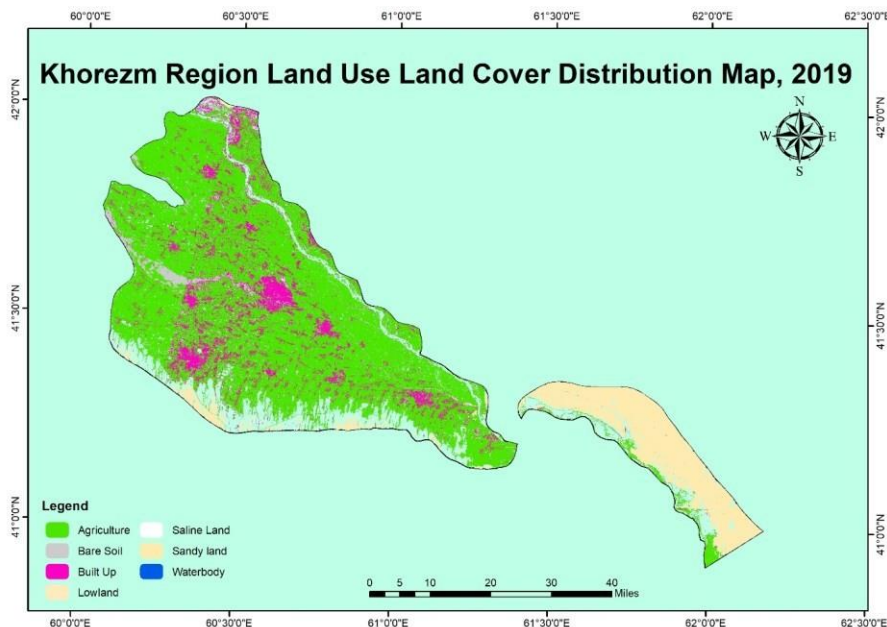 60°0'0"E 60°30'0"E 61°0'0"E 61°30'0"E 62°0'0"E 62°30'0"E
Khorezm Region Land Use Land Cover Distribution Map, 2019
42°0'0"N 42°0'0"N
N
W E
S
41°30'0"N 41°30'0"N
41°0'0"N 41°0'0"N
Legend
Agriculture Saline Land
Bare Soil Sandy land
Built Up Waterbody
Lowland
0 5 10 20 30 40
Miles
60°0'0"E 60°30'0"E 61°0'0"E 61°30'0"E 62°0'0"E 62°30'0"E